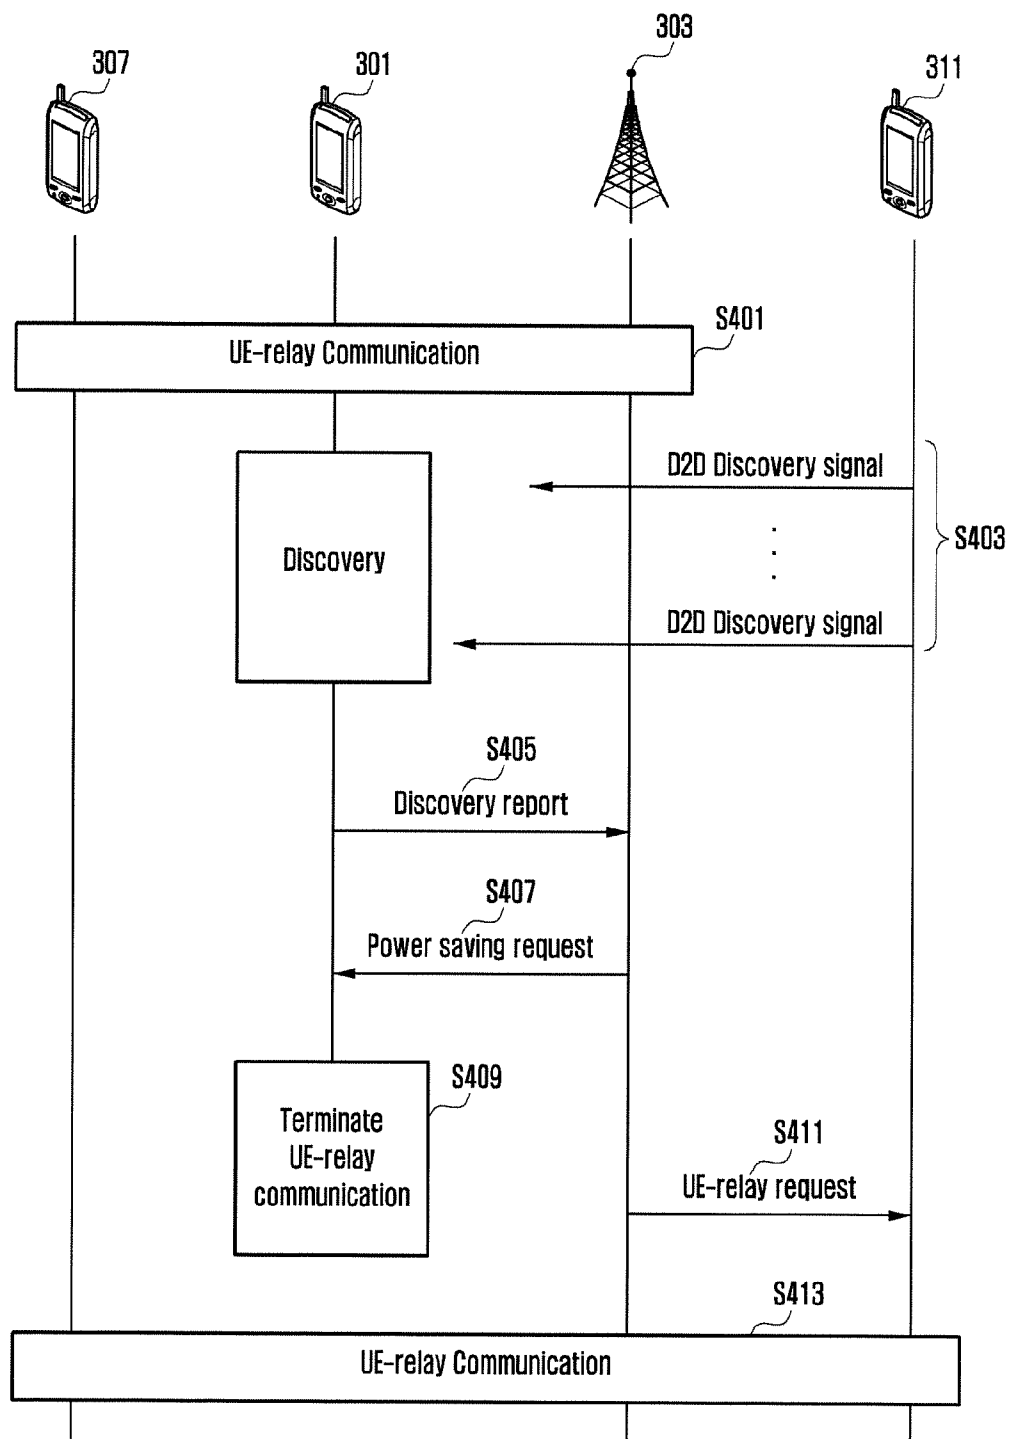 303
307
301
311
S401
UE-relay Communication
D2D Discovery signal
S403
Discovery
D2D Discovery signal
S405
Discovery report
S407
Power saving request
S409
Terminate
UE-relay
communication
S411
UE-relay request
S413
UE-relay Communication